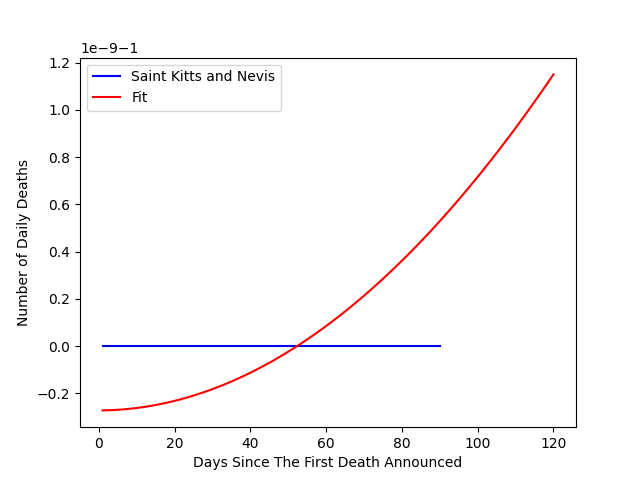 1e−9−1
Saint Kitts and Nevis
Fit
1.2
1.0
0.8
0.6
0.4
0.2
0.0
−0.2
Number of Daily Deaths
0 20 40 60 80 100 120
Days Since The First Death Announced